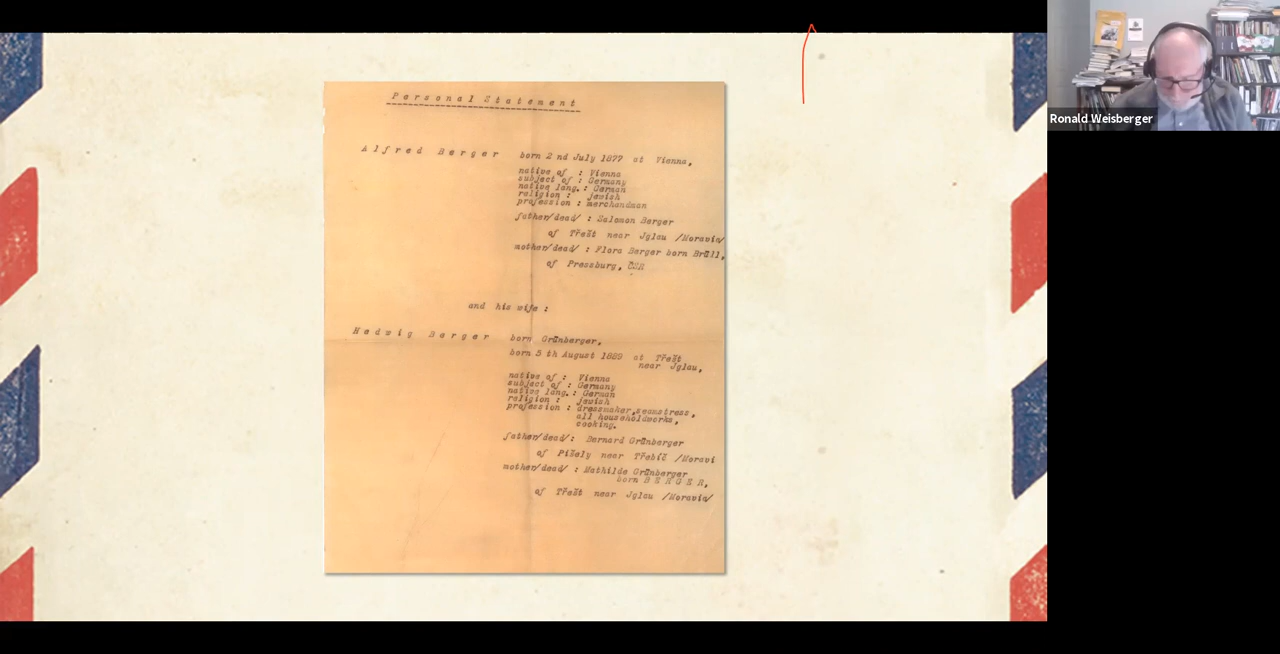 Personal Statement
Alfred Berger born 2 nd July 1877 at Vienna,
native of : Vienna
subject of : Germany
native lang. : German
religion : jewish
profession : merchandman
father/dead/ : Salomon Berger
of Třešt near Jglau /Moravia/
mother/dead/ : Flora Berger born Brüll,
of Pressburg, ČSR
and his wife :
Hedwig Berger born Grünberger,
born 5 th August 1889 at Třešt
near Jglau,
native of : Vienna
subject of : Germany
native lang. : German
religion : jewish
profession : dressmaker,seamstress,
all householdworks,
cooking.
father/dead/: Bernard Grünberger
of Pišely near Třebíč /Moravi
mother/dead/ : Mathilde Grünberger
born BERGER,
of Třešt near Jglau /Moravia/
Ronald Weisberger